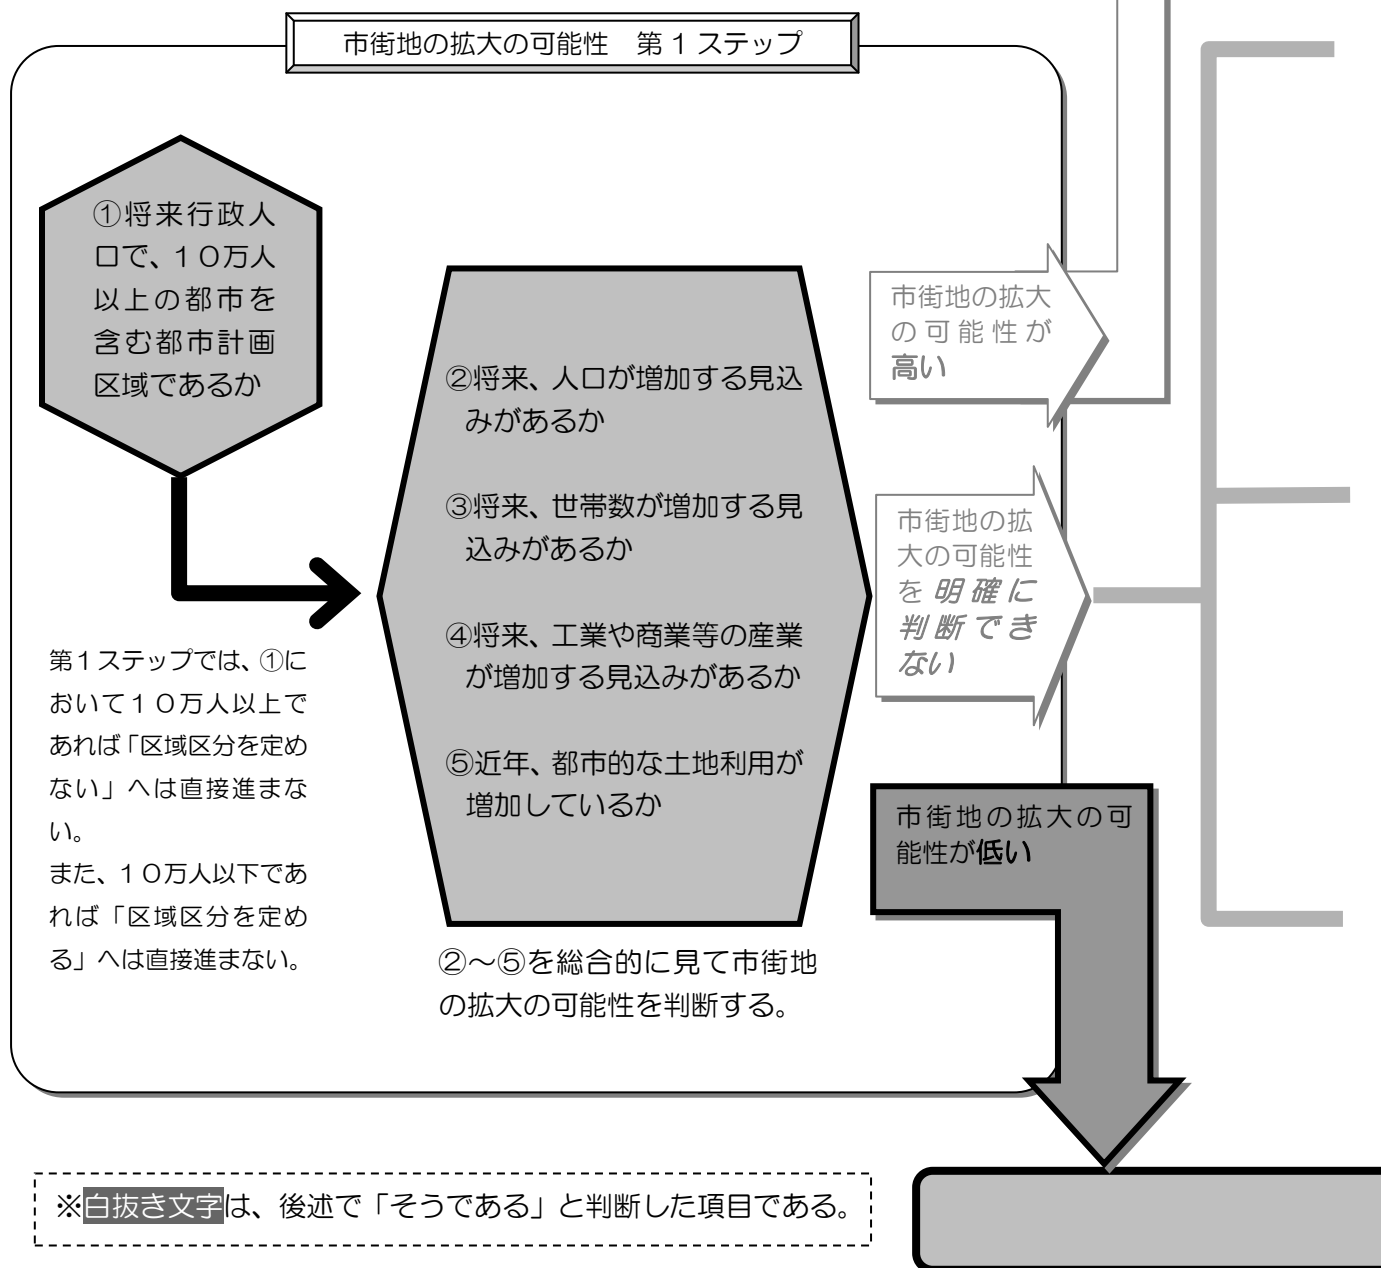 市街地の拡大の可能性　第１ステップ
①将来行政人
口で、１０万人
以上の都市を
含む都市計画
区域であるか
第１ステップでは、①に
おいて１０万人以上で
あれば「区域区分を定め
ない」へは直接進まな
い。
また、１０万人以下であ
れば「区域区分を定め
る」へは直接進まない。
②将来、人口が増加する見込
みがあるか
③将来、世帯数が増加する見
込みがあるか
④将来、工業や商業等の産業
が増加する見込みがあるか
⑤近年、都市的な土地利用が
増加しているか
②～⑤を総合的に見て市街地
の拡大の可能性を判断する。
市街地の拡大
の可能性が
高い
市街地の拡
大の可能性
を明確に
判断でき
ない
市街地の拡大の可
能性が低い
※白抜き文字は、後述で「そうである」と判断した項目である。